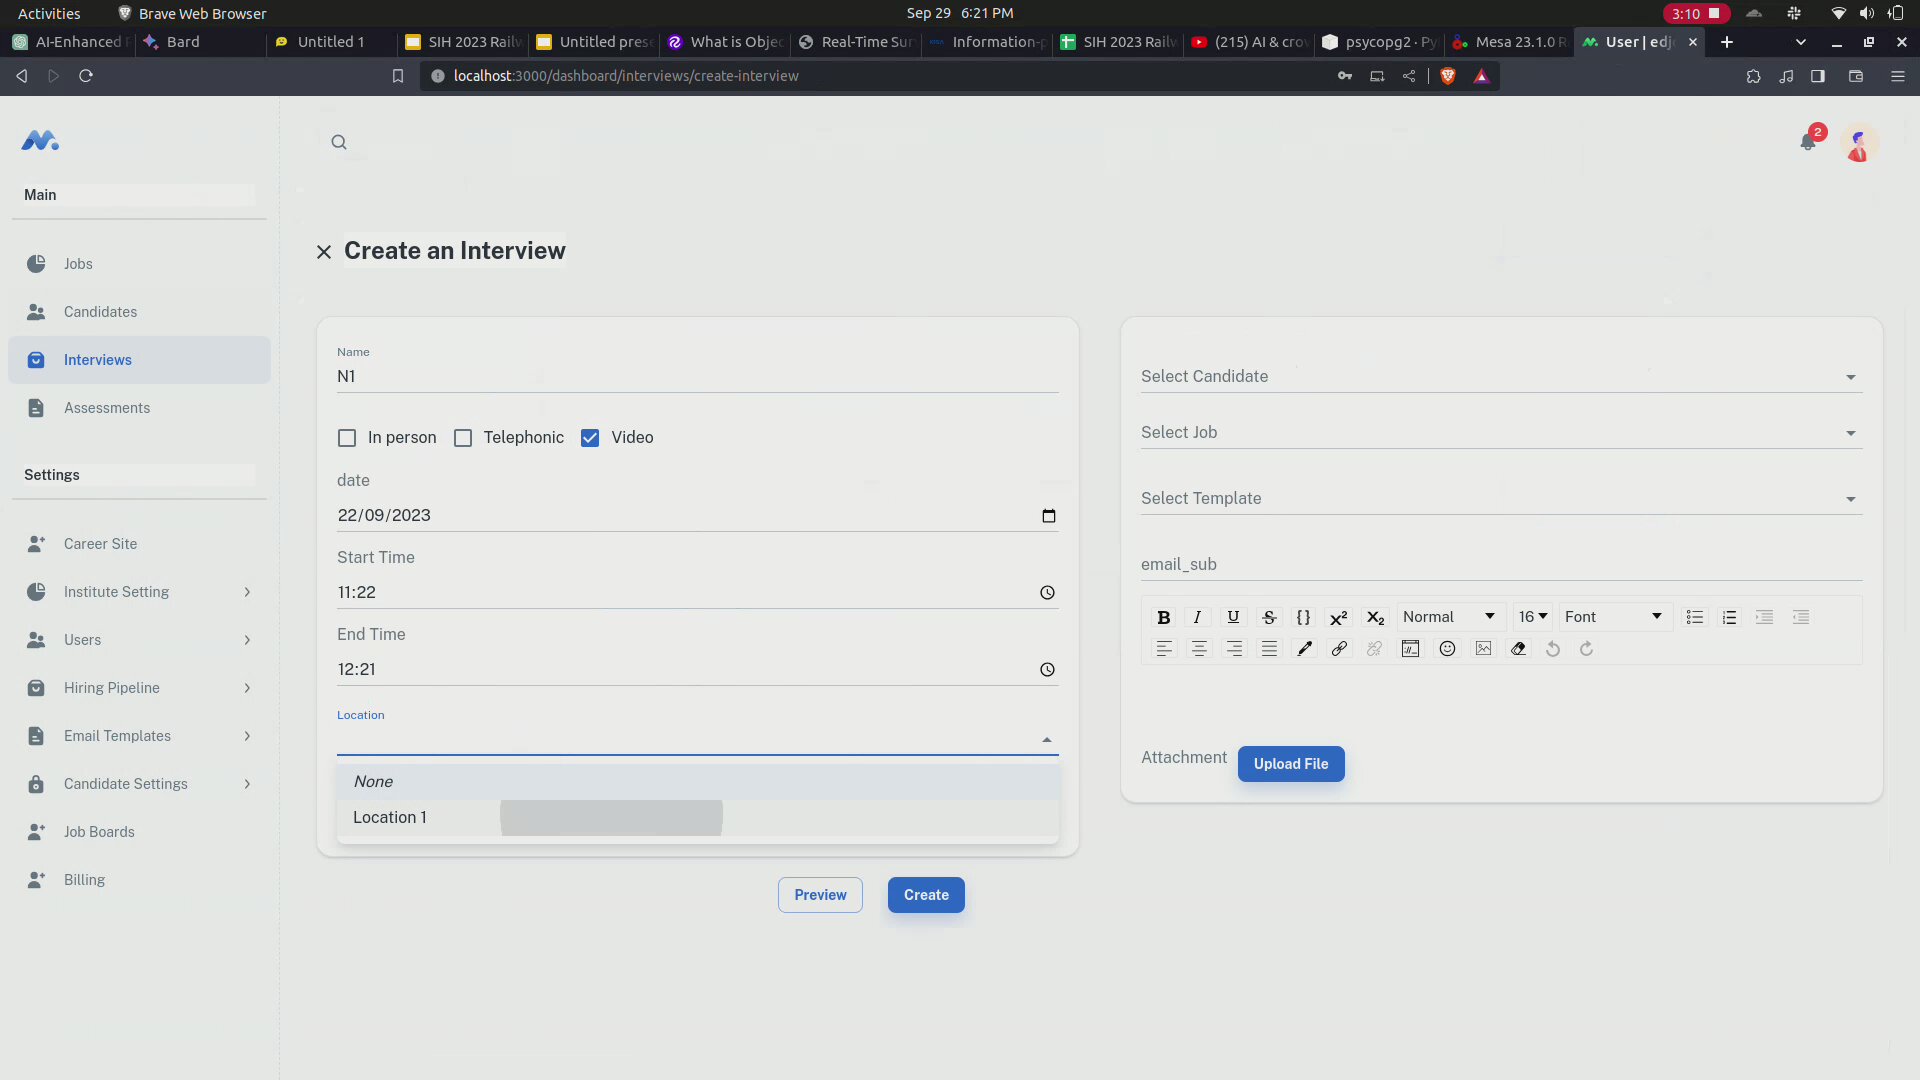 Activities
Brave Web Browser
Sep 29 6:21 PM
3:10
AI-Enhanced
Bard
Untitled 1
SIH 2023 Railw
Untitled prese
What is Objec
Real-Time Sur
Information-p
SIH 2023 Railw
(215) AI & crow
psycopg2 · Py
Mesa 23.1.0 R
User | edj
localhost:3000/dashboard/interviews/create-interview
2
Main
Jobs
Candidates
Interviews
Assessments
Settings
Career Site
Institute Setting
Users
Hiring Pipeline
Email Templates
Candidate Settings
Job Boards
Billing
Create an Interview
Name
N1
In person
Telephonic
Video
date
22/09/2023
Start Time
11:22
End Time
12:21
Location
None
Location 1
Select Candidate
Select Job
Select Template
email_sub
Normal
16
Font
Attachment
Upload File
Preview
Create